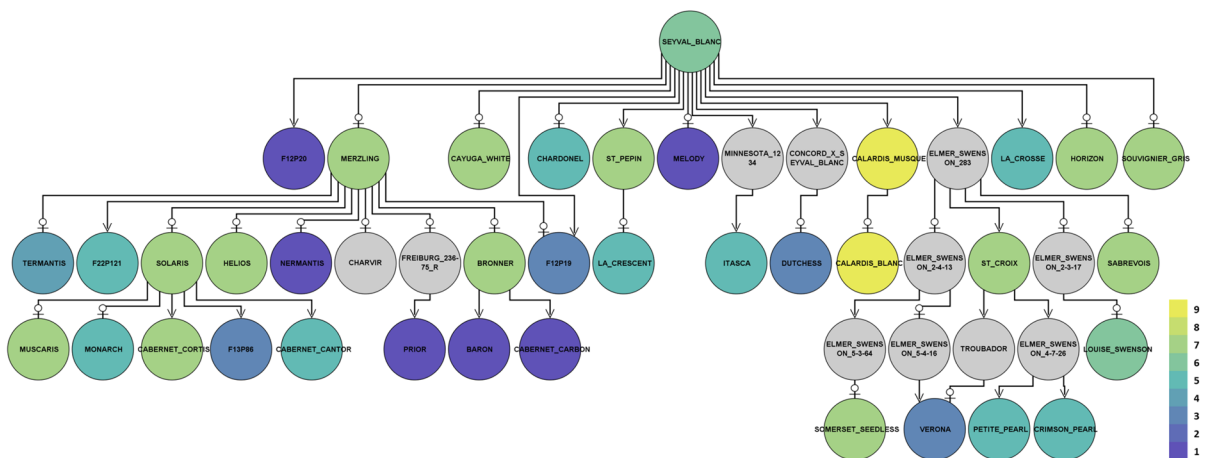 SEYVAL_BLANC
F12P20
MERZLING
CAYUGA_WHITE
CHARDONEL
ST_PEPIN
MELODY
MINNESOTA_12
34
CONCORD_X_S
EYVAL_BLANC
CALARDIS_MUSQUE
ELMER_SWENS
ON_283
LA_CROSSE
HORIZON
SOUVIGNIER_GRIS
TERMANTIS
F22P121
SOLARIS
HELIOS
NERMANTIS
CHARVIR
FREIBURG_236-
75_R
BRONNER
F12P19
LA_CRESCENT
ITASCA
DUTCHESS
CALARDIS_BLANC
ELMER_SWENS
ON_2-4-13
ST_CROIX
ELMER_SWENS
ON_2-3-17
SABREVOIS
MUSCARIS
MONARCH
CABERNET_CORTIS
F13P86
CABERNET_CANTOR
PRIOR
BARON
CABERNET_CARBON
ELMER_SWENS
ON_5-3-64
ELMER_SWENS
ON_5-4-16
TROUBADOR
ELMER_SWENS
ON_4-7-26
LOUISE_SWENSON
SOMERSET_SEEDLESS
VERONA
PETITE_PEARL
CRIMSON_PEARL
9
8
7
6
5
4
3
2
1